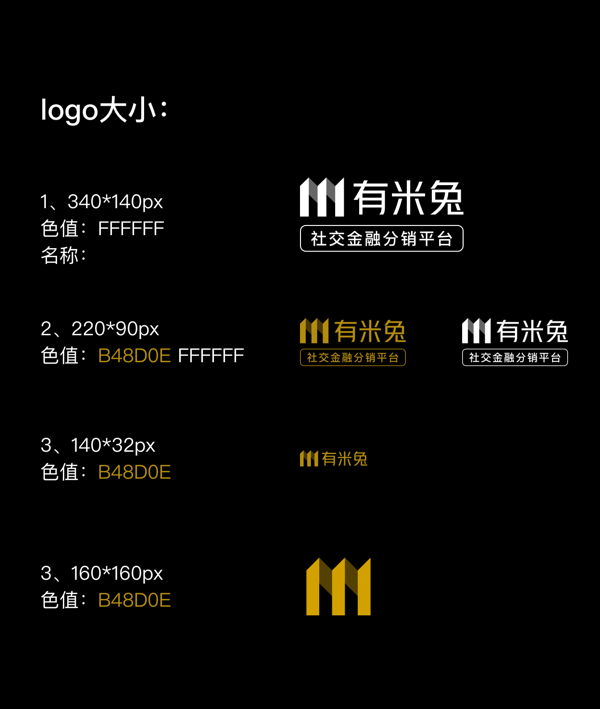 logo大小：
1、340*140px
色值：FFFFFF
名称：
有米兔
社交金融分销平台
2、220*90px
色值：B48D0E FFFFFF
有米兔
社交金融分销平台
有米兔
社交金融分销平台
3、140*32px
色值：B48D0E
有米兔
3、160*160px
色值：B48D0E